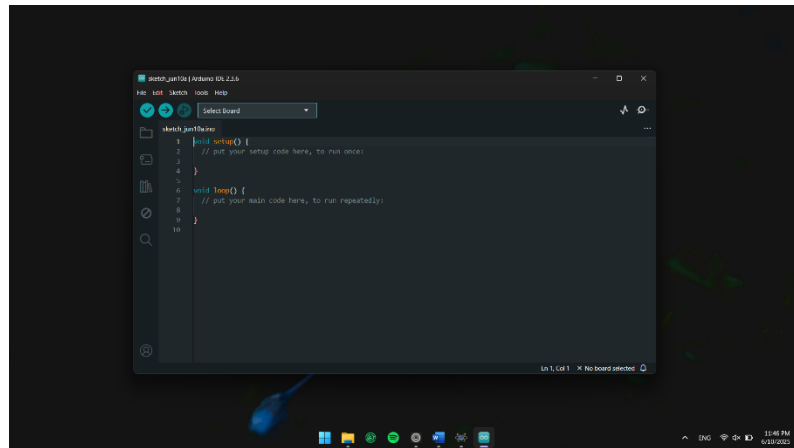 sketch_jun10a | Arduino IDE 2.3.6
File Edit Sketch Tools Help
Select Board
sketch_jun10a.ino
1 void setup() {
2 // put your setup code here, to run once:
3
4 }
5
6 void loop() {
7 // put your main code here, to run repeatedly:
8
9 }
10
Ln 1, Col 1 × No board selected
ENG
11:46 PM
6/10/2025